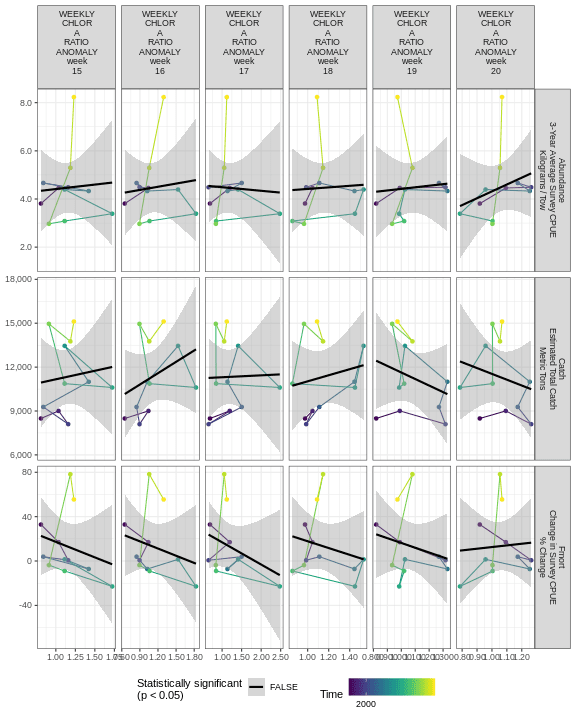 WEEKLY
CHLOR
A
RATIO
ANOMALY
week
15
WEEKLY
CHLOR
A
RATIO
ANOMALY
week
16
WEEKLY
CHLOR
A
RATIO
ANOMALY
week
17
WEEKLY
CHLOR
A
RATIO
ANOMALY
week
18
WEEKLY
CHLOR
A
RATIO
ANOMALY
week
19
WEEKLY
CHLOR
A
RATIO
ANOMALY
week
20
8.0
6.0
4.0
2.0
Abundance
3-Year Average Survey CPUE
Kilograms / Tow
18,000
15,000
12,000
9,000
6,000
Catch
Estimated Total Catch
Metric Tons
80
40
0
-40
Fmort
Change in Survey CPUE
% Change
1.00 1.25 1.50
0.90 1.20 1.50 1.80
1.00 1.50 2.00 2.50
1.00 1.20 1.40
1.00 1.20 1.30
0.90 1.00 1.10 1.20
Statistically significant
(p < 0.05)
FALSE
Time
2000